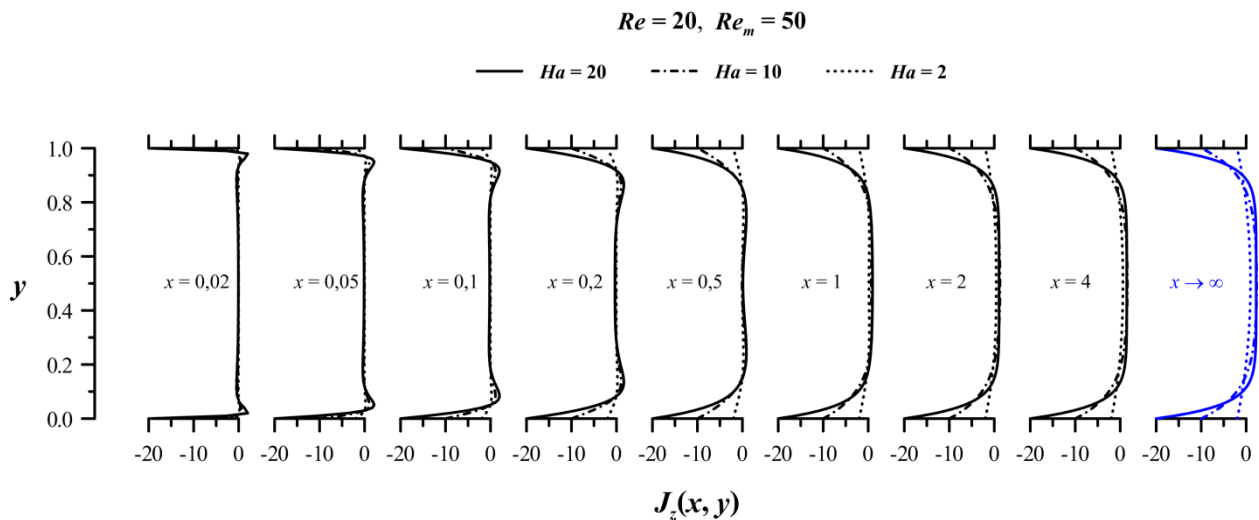 Re = 20, Re_m = 50
Ha = 20 Ha = 10 Ha = 2
1.0
0.8
0.6
0.4
0.2
0.0
y
x = 0,02 x = 0,05 x = 0,1 x = 0,2 x = 0,5 x = 1 x = 2 x = 4 x → ∞
-20 -10 0 -20 -10 0 -20 -10 0 -20 -10 0 -20 -10 0 -20 -10 0 -20 -10 0 -20 -10 0 -20 -10 0
J_z(x, y)